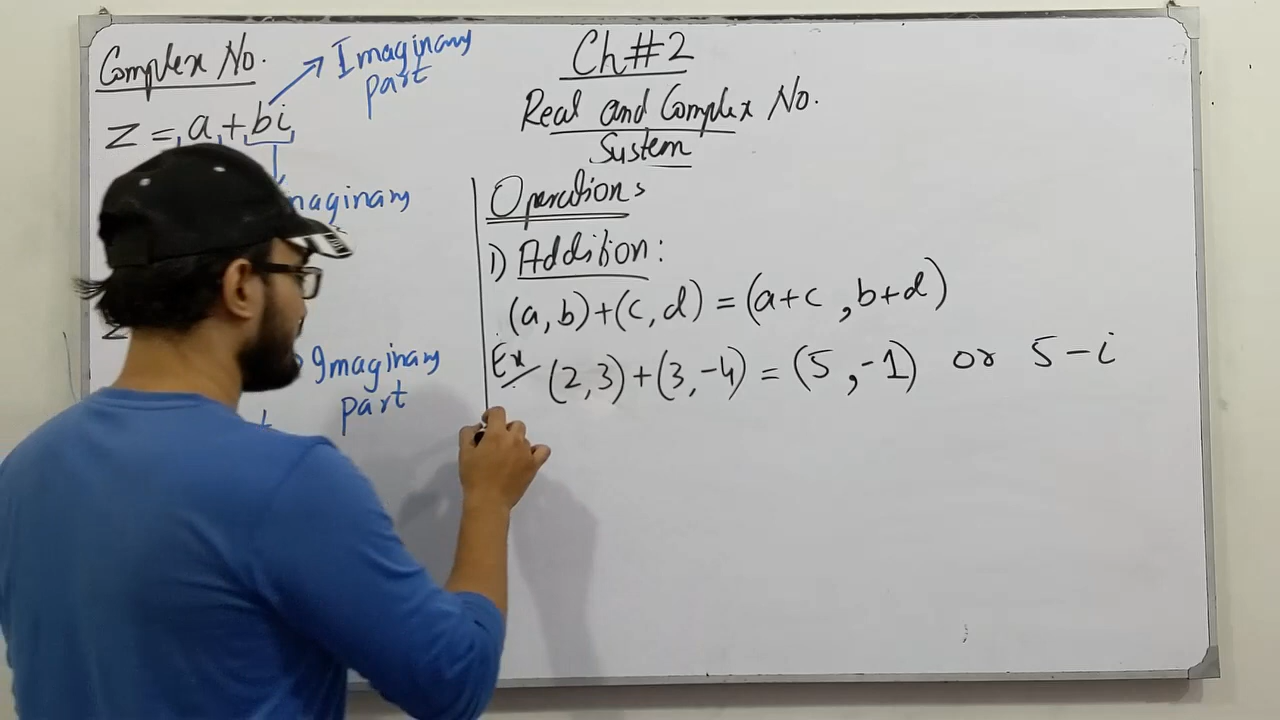 Complex No.
Imaginary
part
z = a + bi
Imaginary
part
Ch#2
Real and Complex No.
System
Operations
1) Addition:
(a, b)+(c, d) = (a+c , b+d)
Ex (2,3)+(3,-4) = (5 ,-1) or 5-i